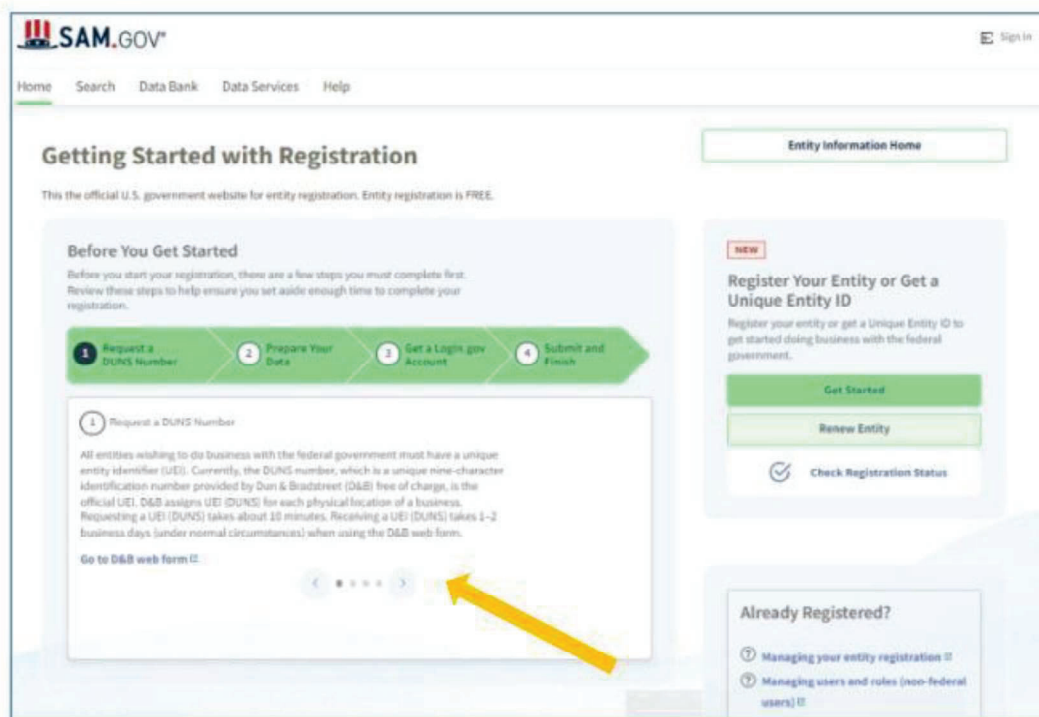 SAM.GOV®
Sign In
Home Search Data Bank Data Services Help
Getting Started with Registration
This the official U.S. government website for entity registration. Entity registration is FREE.
Before You Get Started
Before you start your registration, there are a few steps you must complete first.
Review these steps to help ensure you set aside enough time to complete your
registration.
1 Request a
DUNS Number
2 Prepare Your
Data
3 Get a Login.gov
Account
4 Submit and
Finish
1 Request a DUNS Number
All entities wishing to do business with the federal government must have a unique
entity identifier (UEI). Currently, the DUNS number, which is a unique nine-character
identification number provided by Dun & Bradstreet (D&B) free of charge, is the
official UEI. D&B assigns UEI (DUNS) for each physical location of a business.
Requesting a UEI (DUNS) takes about 10 minutes. Receiving a UEI (DUNS) takes 1–2
business days (under normal circumstances) when using the D&B web form.
Go to D&B web form
Entity Information Home
NEW
Register Your Entity or Get a
Unique Entity ID
Register your entity or get a Unique Entity ID to
get started doing business with the federal
government.
Get Started
Renew Entity
Check Registration Status
Already Registered?
Managing your entity registration
Managing users and roles (non-federal
users)